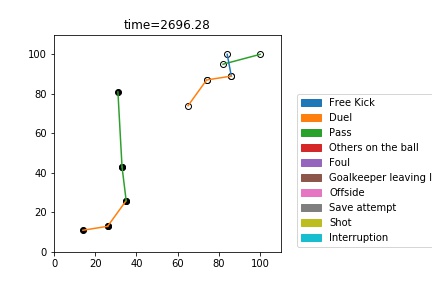 time=2696.28
100
80
60
40
20
0
0
20
40
60
80
100
Free Kick
Duel
Pass
Others on the ball
Foul
Goalkeeper leaving l
Offside
Save attempt
Shot
Interruption